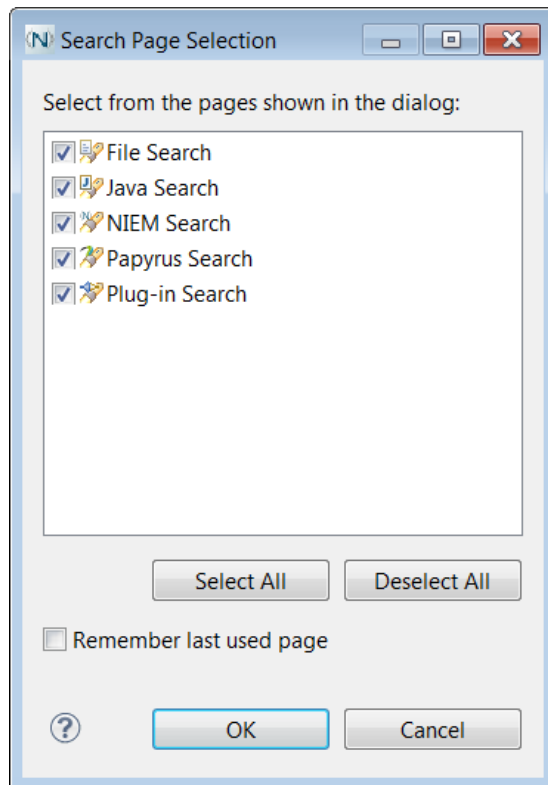 Search Page Selection
Select from the pages shown in the dialog:
File Search
Java Search
NIEM Search
Papyrus Search
Plug-in Search
Select All Deselect All
Remember last used page
OK Cancel